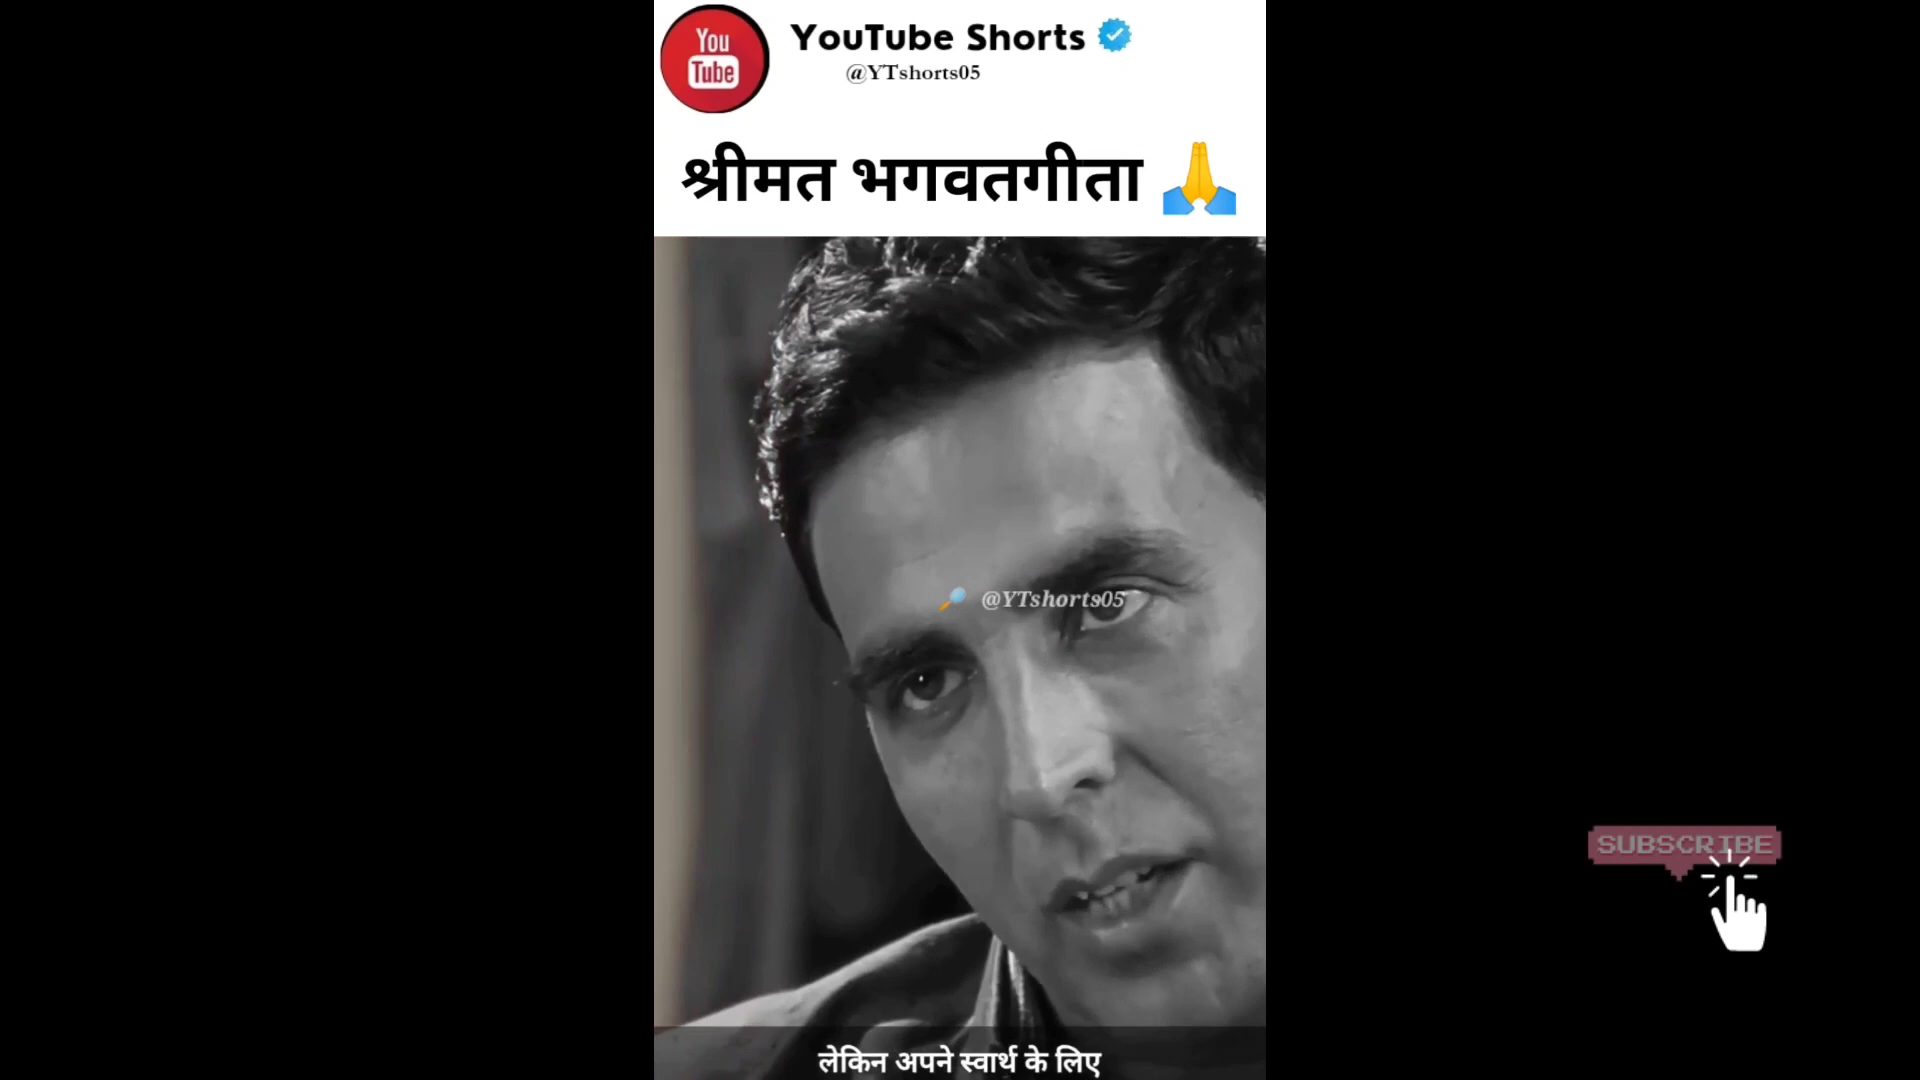 You
Tube
YouTube Shorts
@YTshorts05
श्रीमत भगवतगीता
@YTshorts05
SUBSCRIBE
लेकिन अपने स्वार्थ के लिए